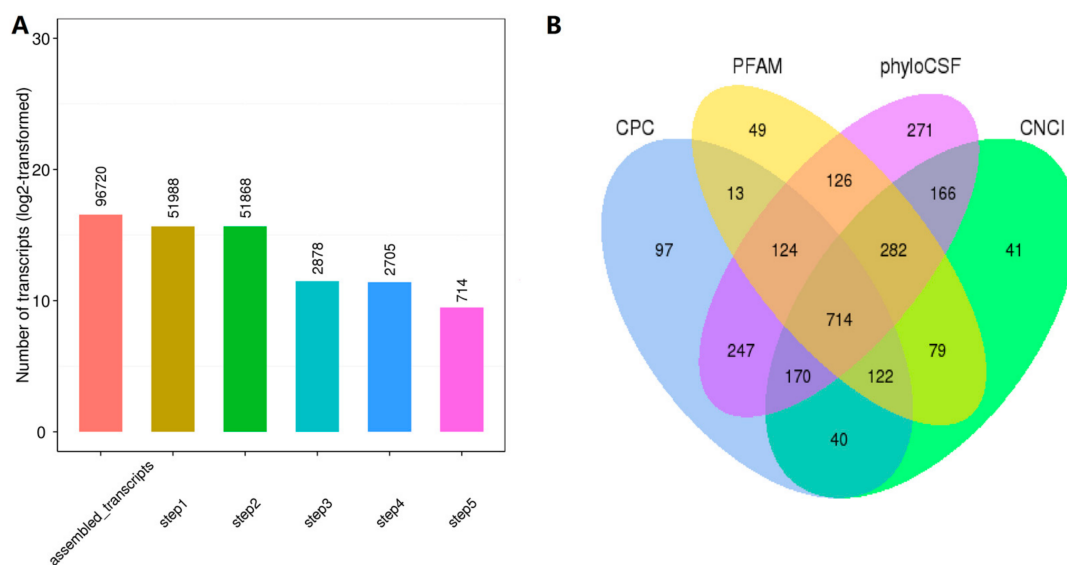 A
Number of transcripts (log2-transformed)
30
20
10
0
96720
51988
51868
2878
2705
714
assembled_transcripts
step1
step2
step3
step4
step5
B
CPC
PFAM
phyloCSF
CNCI
49
271
13
126
166
97
124
282
41
714
247
79
170
122
40